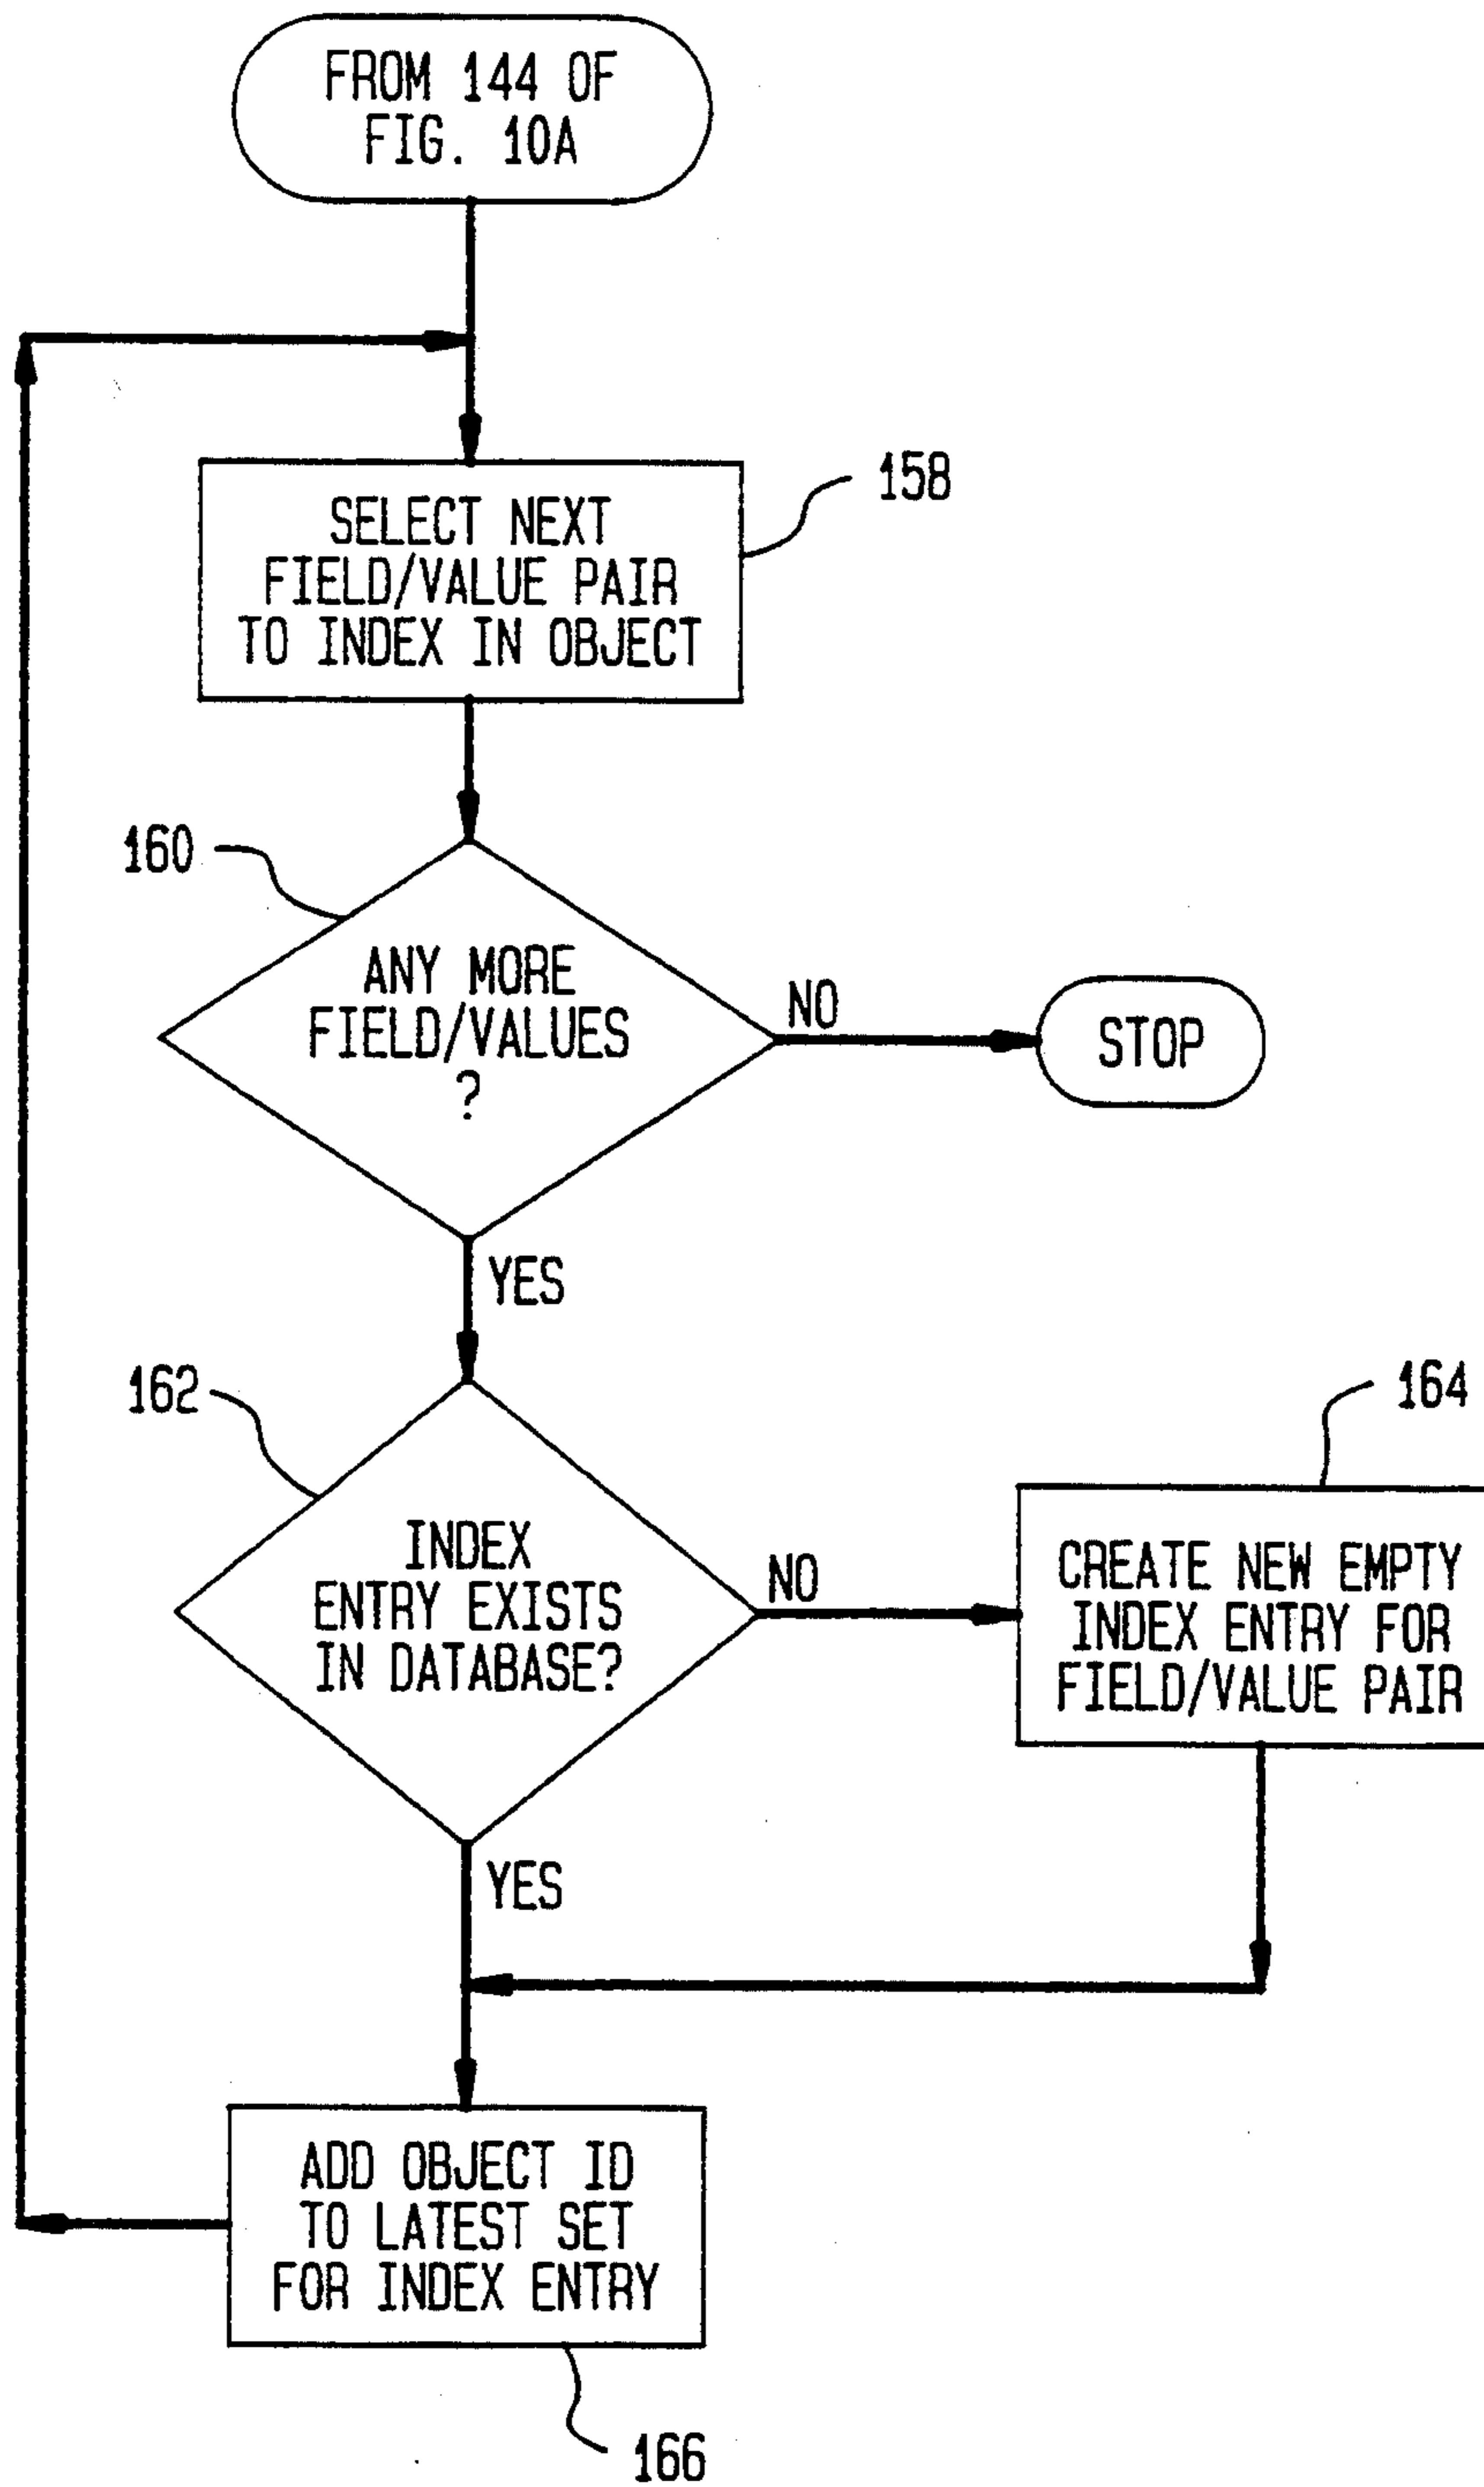 FROM 144 OF
FIG. 10A
SELECT NEXT
FIELD/VALUE PAIR
TO INDEX IN OBJECT
158
160
ANY MORE
FIELD/VALUES
?
NO
STOP
YES
162
INDEX
ENTRY EXISTS
IN DATABASE?
NO
164
CREATE NEW EMPTY
INDEX ENTRY FOR
FIELD/VALUE PAIR
YES
ADD OBJECT ID
TO LATEST SET
FOR INDEX ENTRY
166